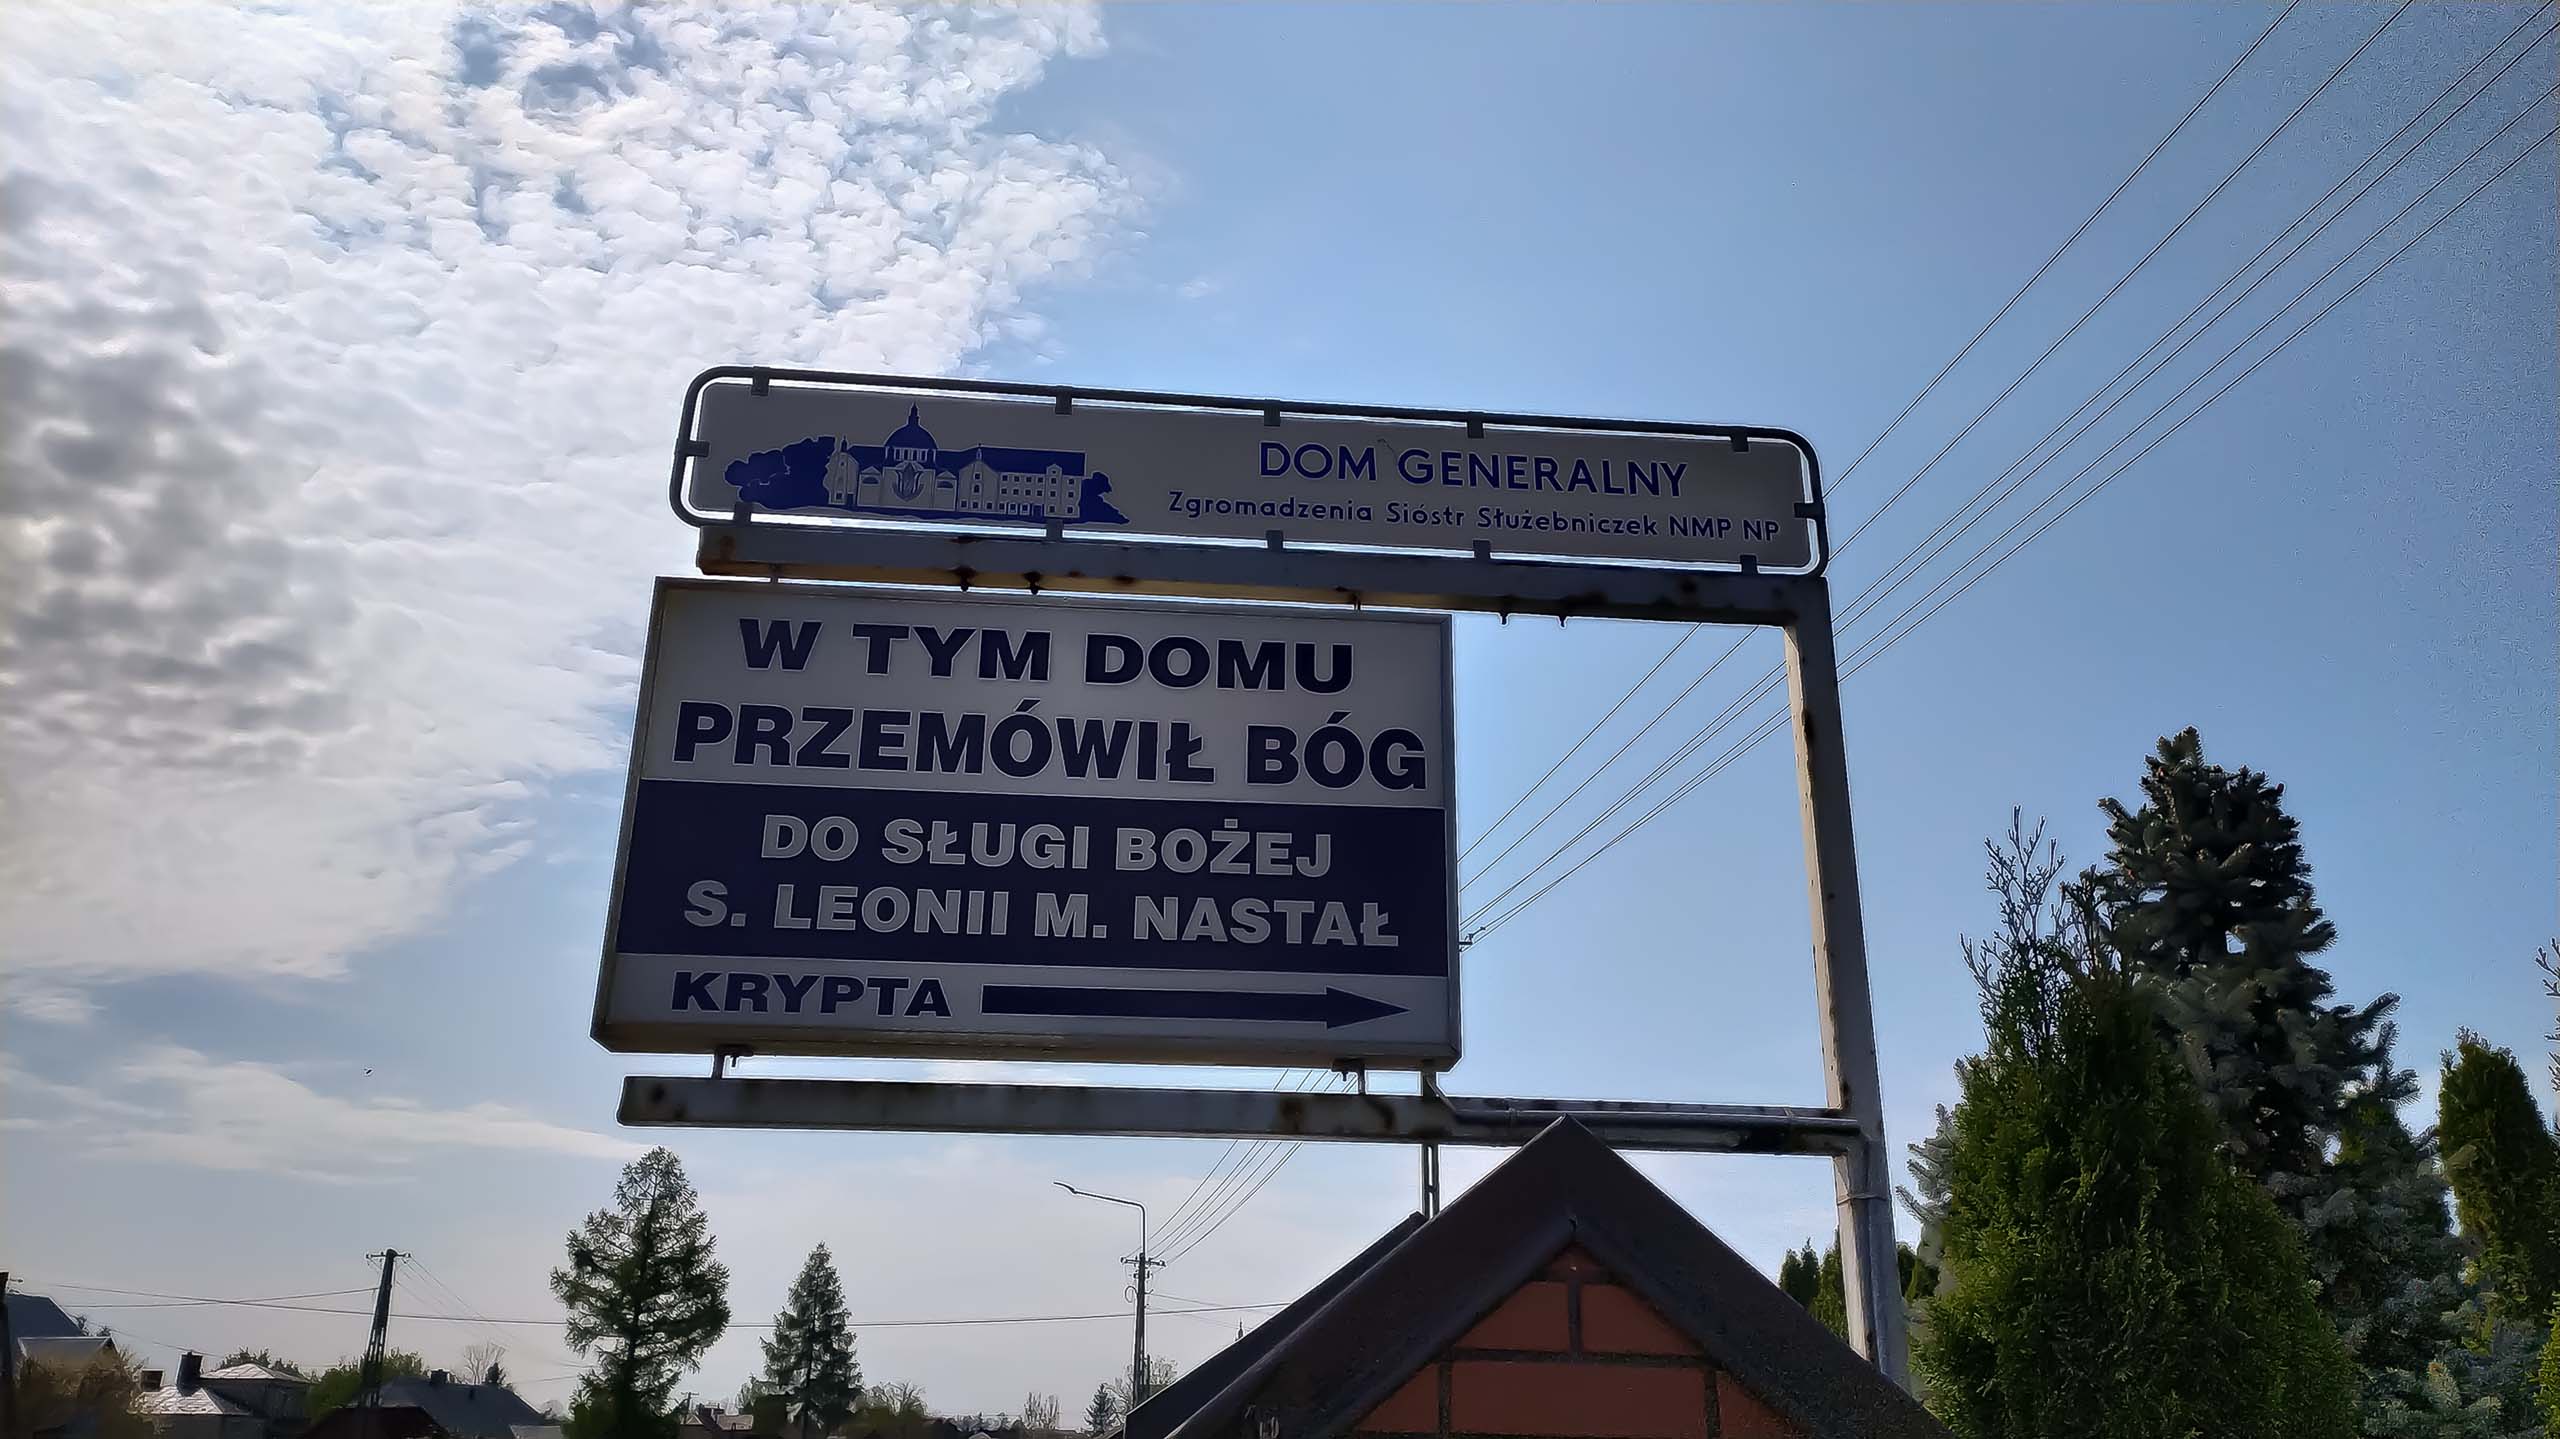 DOM GENERALNY
Zgromadzenia Sióstr Służebniczek NMP NP
W TYM DOMU
PRZEMÓWIŁ BÓG
DO SŁUGI BOŻEJ
S. LEONII M. NASTAŁ
KRYPTA